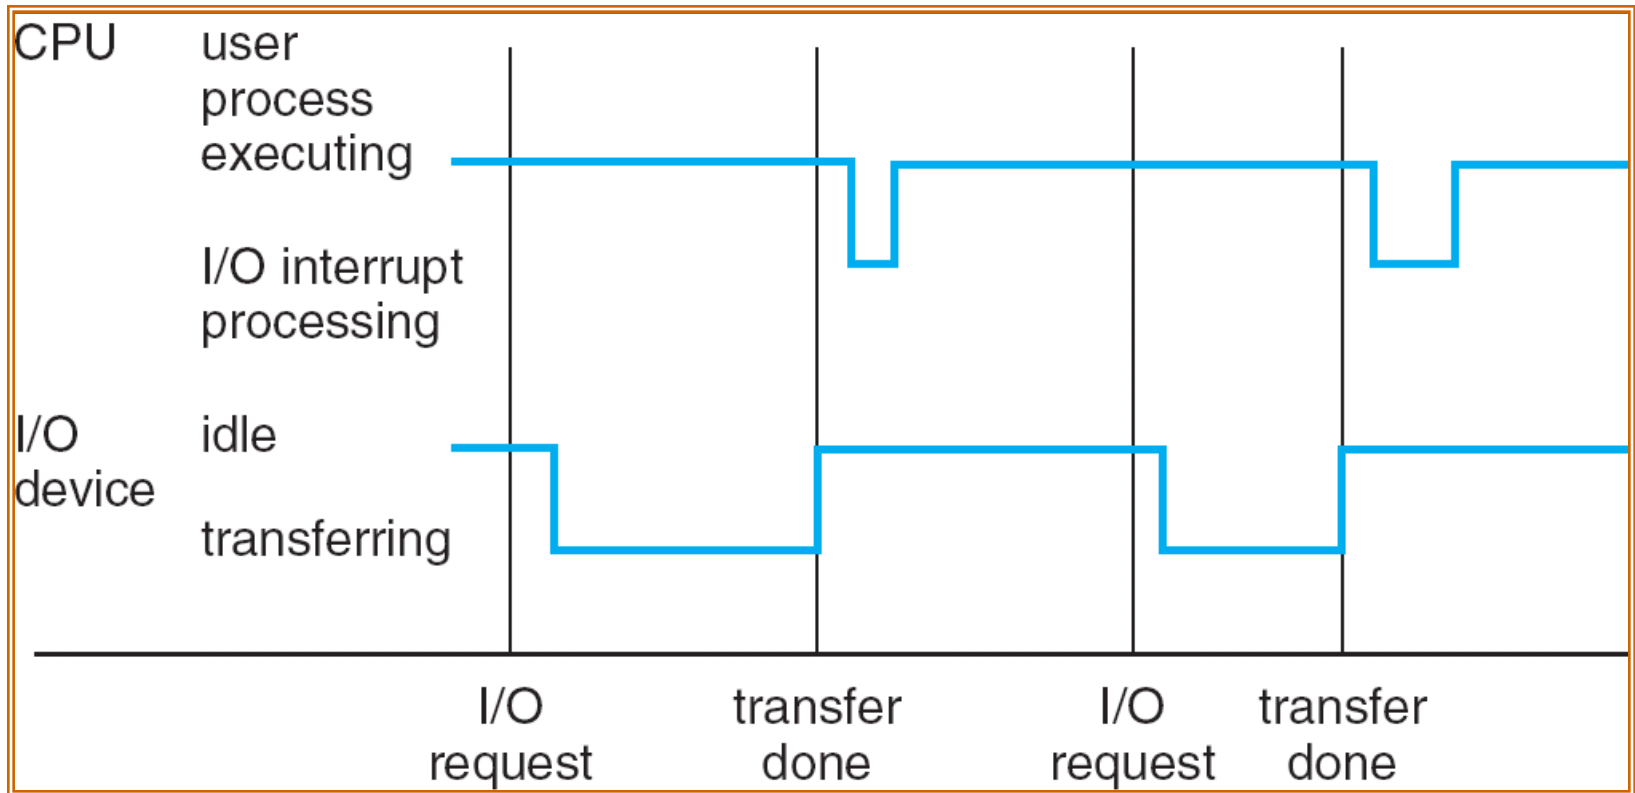 CPU user
process
executing
I/O interrupt
processing
I/O idle
device
transferring
I/O transfer I/O transfer
request done request done